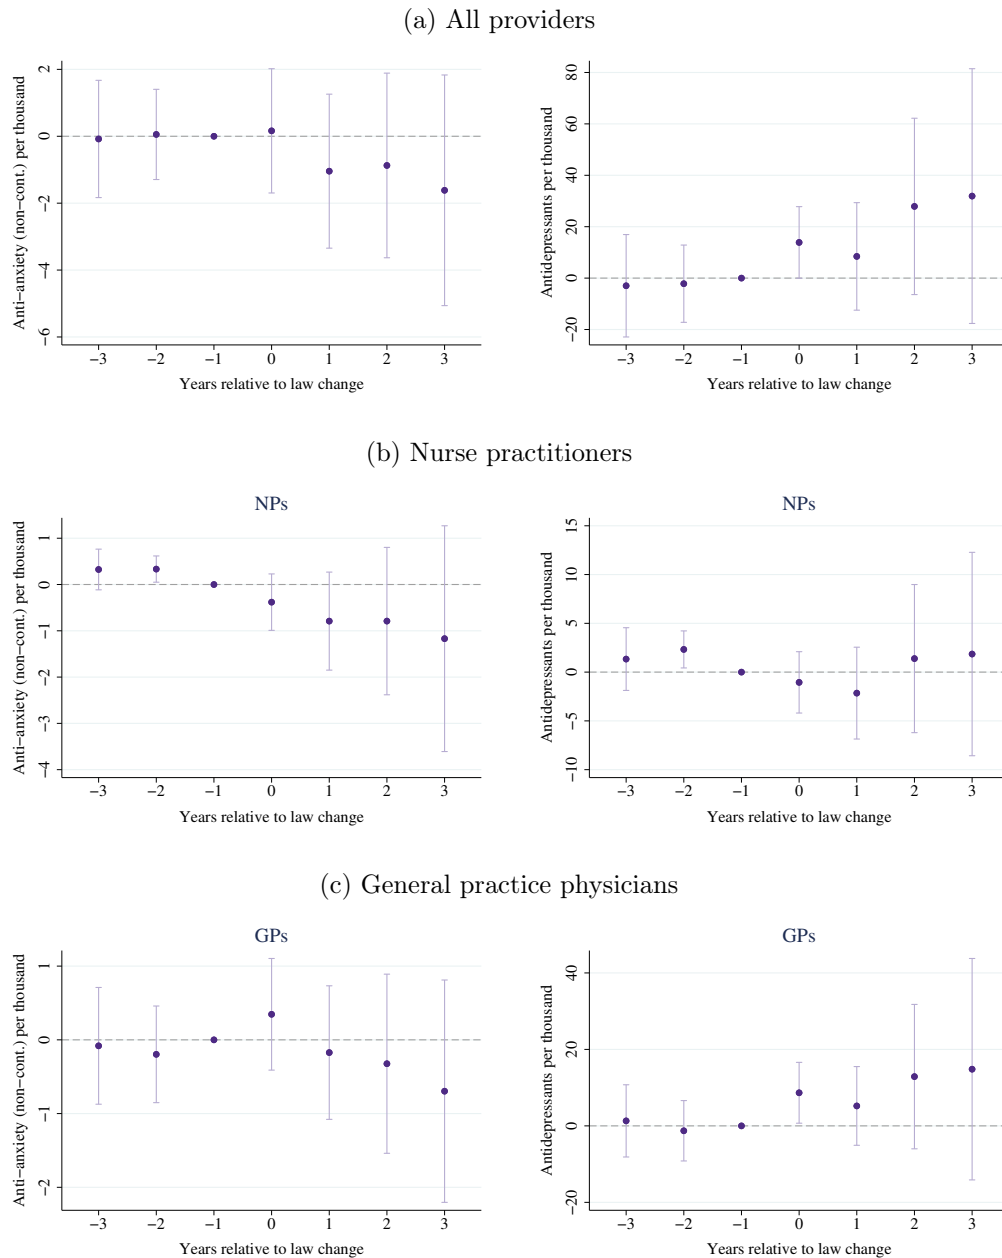 (a) All providers
Anti−anxiety (non−cont.) per thousand
2
0
−2
−4
−6
−3 −2 −1 0 1 2 3
Years relative to law change
Antidepressants per thousand
80
60
40
20
0
−20
−3 −2 −1 0 1 2 3
Years relative to law change
(b) Nurse practitioners
NPs
Anti−anxiety (non−cont.) per thousand
1
0
−1
−2
−3
−4
−3 −2 −1 0 1 2 3
Years relative to law change
NPs
Antidepressants per thousand
15
10
5
0
−5
−10
−3 −2 −1 0 1 2 3
Years relative to law change
(c) General practice physicians
GPs
Anti−anxiety (non−cont.) per thousand
1
0
−1
−2
−3 −2 −1 0 1 2 3
Years relative to law change
GPs
Antidepressants per thousand
40
20
0
−20
−3 −2 −1 0 1 2 3
Years relative to law change